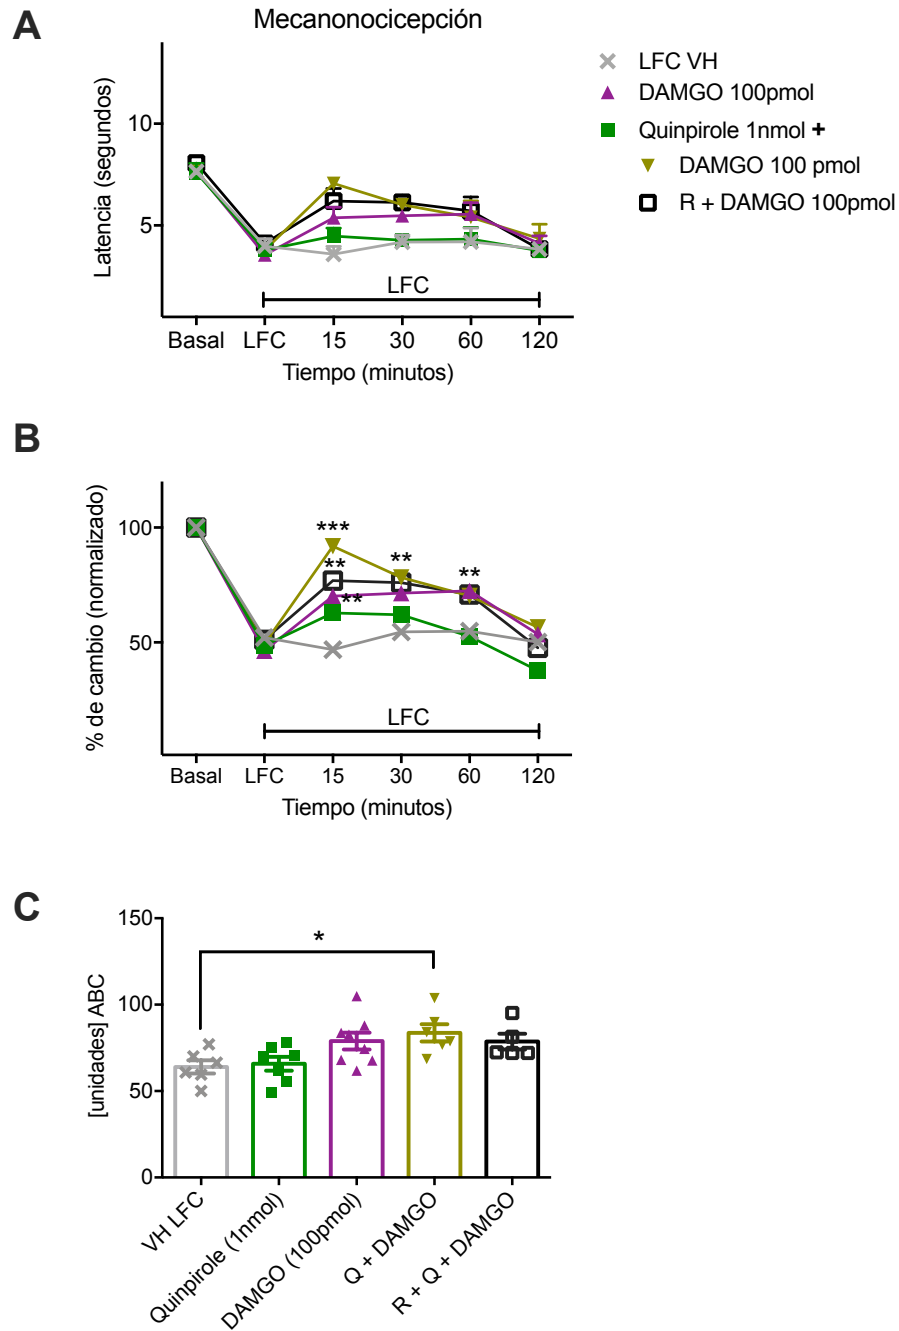 A
Mecanonocicepción
LFC VH
DAMGO 100pmol
Quinpirole 1nmol +
DAMGO 100 pmol
R + DAMGO 100pmol
Latencia (segundos)
10
5
LFC
Basal LFC 15 30 60 120
Tiempo (minutos)
B
% de cambio (normalizado)
100
50
***
**
**
**
**
LFC
Basal LFC 15 30 60 120
Tiempo (minutos)
C
[unidades] ABC
150
100
50
0
*
VH LFC
Quinpirole (1nmol)
DAMGO (100pmol)
Q + DAMGO
R + Q + DAMGO